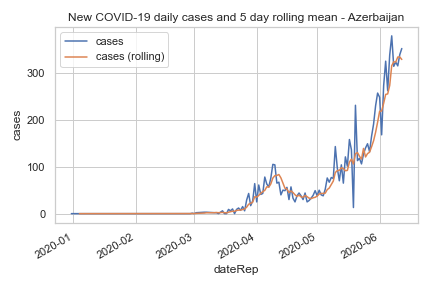 New COVID-19 daily cases and 5 day rolling mean - Azerbaijan
cases
cases (rolling)
300
200
100
0
cases
2020-01
2020-02
2020-03
2020-04
2020-05
2020-06
dateRep